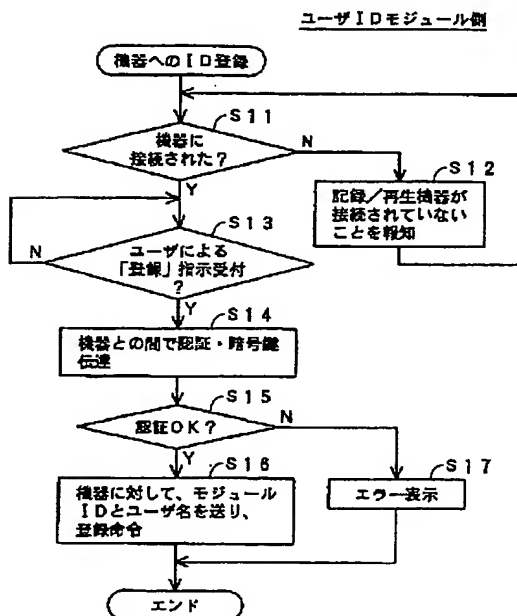 ユーザIDモジュール側
機器へのID登録
S11
機器に
接続された?
N
Y
S12
記録/再生機器が
接続されていない
ことを報知
S13
ユーザによる
「登録」指示受付
?
N
Y
S14
機器との間で認証・暗号鍵
伝達
S15
認証OK?
N
Y
S16
機器に対して、モジュール
IDとユーザ名を送り、
登録命令
S17
エラー表示
エンド